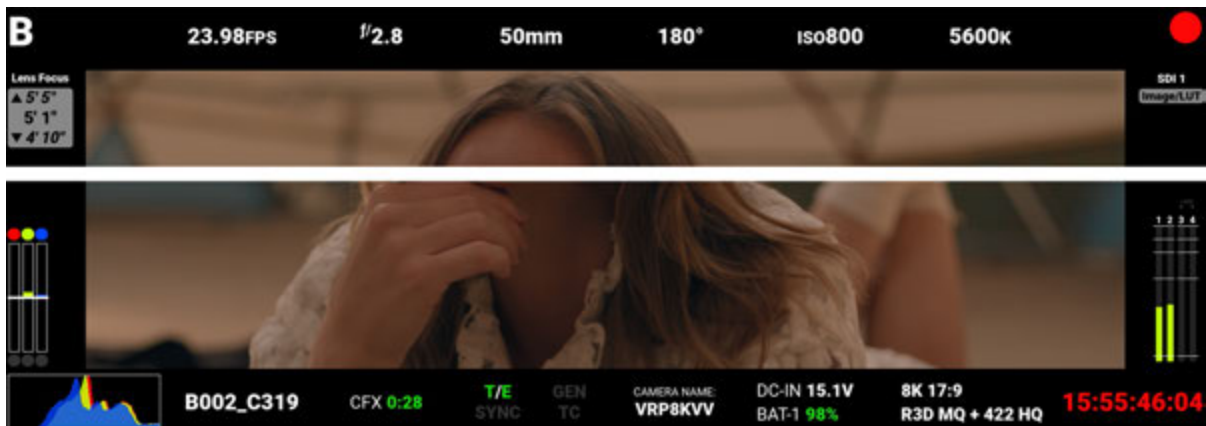 B 23.98FPS f/2.8 50mm 180° ISO800 5600K
Lens Focus
▲ 5' 5"
5' 1"
▼ 4' 10"
SDI 1
Image/LUT
1 2 3 4
B002_C319
CFX 0:28
T/E GEN
SYNC TC
CAMERA NAME:
VRP8KVV
DC-IN 15.1V
BAT-1 98%
8K 17:9
R3D MQ + 422 HQ
15:55:46:04